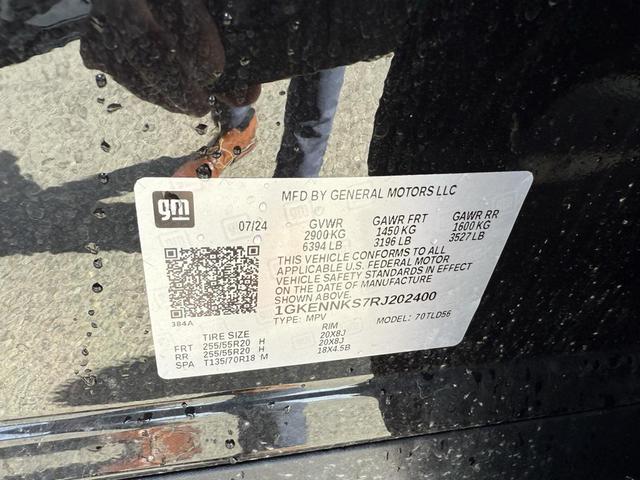 gm
MFD BY GENERAL MOTORS LLC
07/24
GVWR GAWR FRT GAWR RR
2900 KG 1450 KG 1600 KG
6394 LB 3196 LB 3527 LB
THIS VEHICLE CONFORMS TO ALL
APPLICABLE U.S. FEDERAL MOTOR
VEHICLE SAFETY STANDARDS IN EFFECT
ON THE DATE OF MANUFACTURE
SHOWN ABOVE.
1GKENNKS7RJ202400
TYPE: MPV MODEL: 70TLD56
384A
TIRE SIZE RIM
FRT 255/55R20 H 20X8J
RR 255/55R20 H 20X8J
SPA T135/70R18 M 18X4.5B